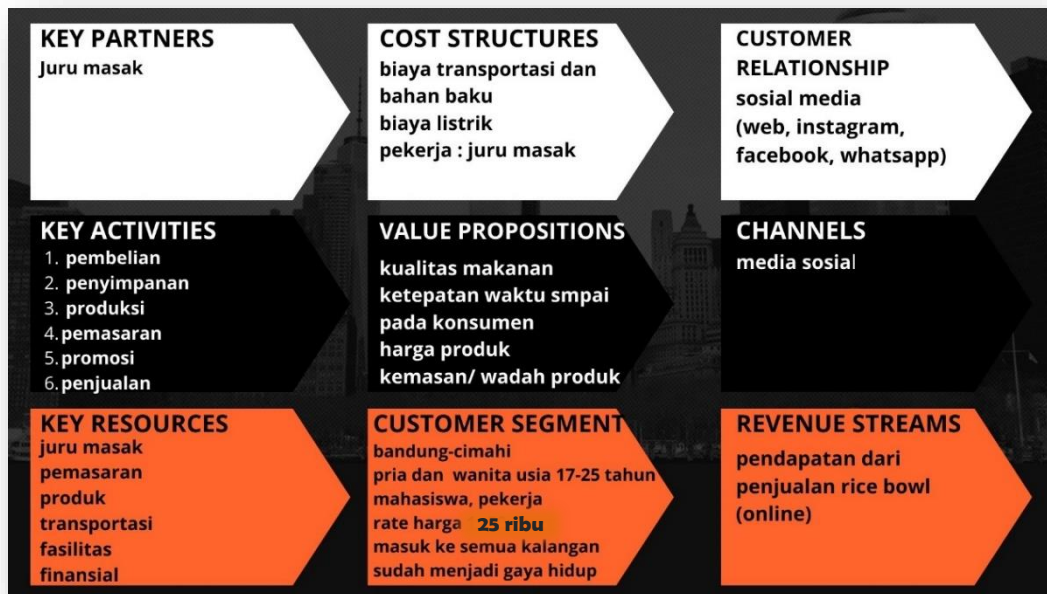 KEY PARTNERS
Juru masak
COST STRUCTURES
biaya transportasi dan
bahan baku
biaya listrik
pekerja : juru masak
CUSTOMER
RELATIONSHIP
sosial media
(web, instagram,
facebook, whatsapp)
KEY ACTIVITIES
1. pembelian
2. penyimpanan
3. produksi
4. pemasaran
5. promosi
6. penjualan
VALUE PROPOSITIONS
kualitas makanan
ketepatan waktu smpai
pada konsumen
harga produk
kemasan/ wadah produk
CHANNELS
media sosial
KEY RESOURCES
juru masak
pemasaran
produk
transportasi
fasilitas
finansial
CUSTOMER SEGMENT
bandung-cimahi
pria dan wanita usia 17-25 tahun
mahasiswa, pekerja
rate harga 25 ribu
masuk ke semua kalangan
sudah menjadi gaya hidup
REVENUE STREAMS
pendapatan dari
penjualan rice bowl
(online)